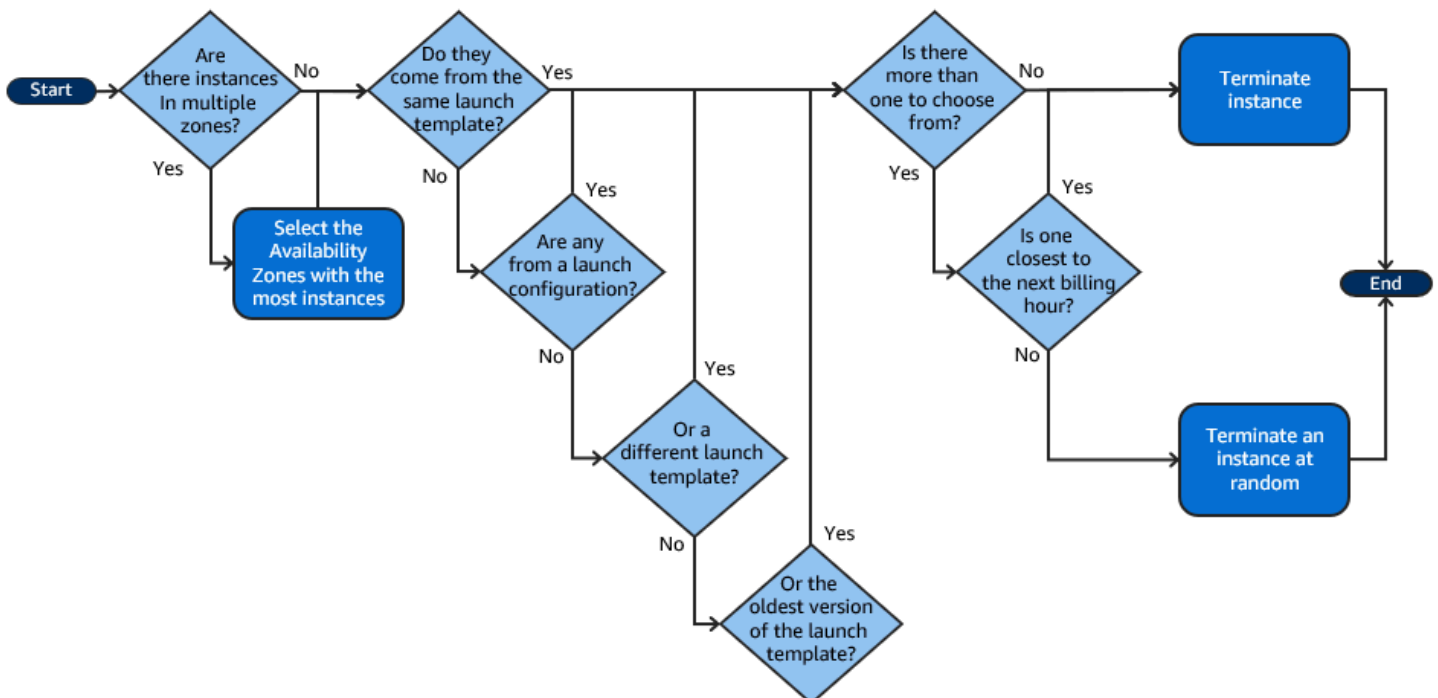 Start
Are
there instances
In multiple
zones?
No
Yes
Select the
Availability
Zones with the
most instances
Do they
come from the
same launch
template?
Yes
No
Are any
from a launch
configuration?
Yes
No
Or a
different launch
template?
Yes
No
Or the
oldest version
of the launch
template?
Yes
Is there
more than
one to choose
from?
No
Yes
Is one
closest to
the next billing
hour?
Yes
No
Terminate
instance
Terminate an
instance at
random
End